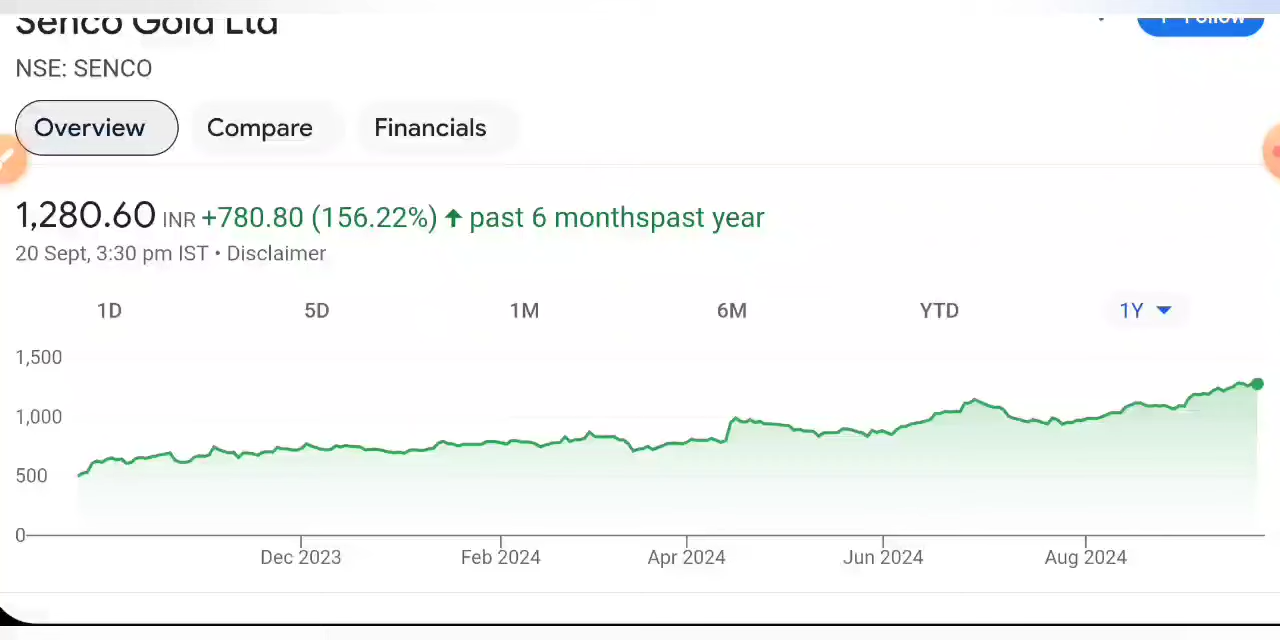 Senco Gold Ltd
+ Follow
NSE: SENCO
Overview Compare Financials
1,280.60 INR +780.80 (156.22%) ↑ past 6 monthspast year
20 Sept, 3:30 pm IST • Disclaimer
1D 5D 1M 6M YTD 1Y
1,500
1,000
500
0
Dec 2023 Feb 2024 Apr 2024 Jun 2024 Aug 2024